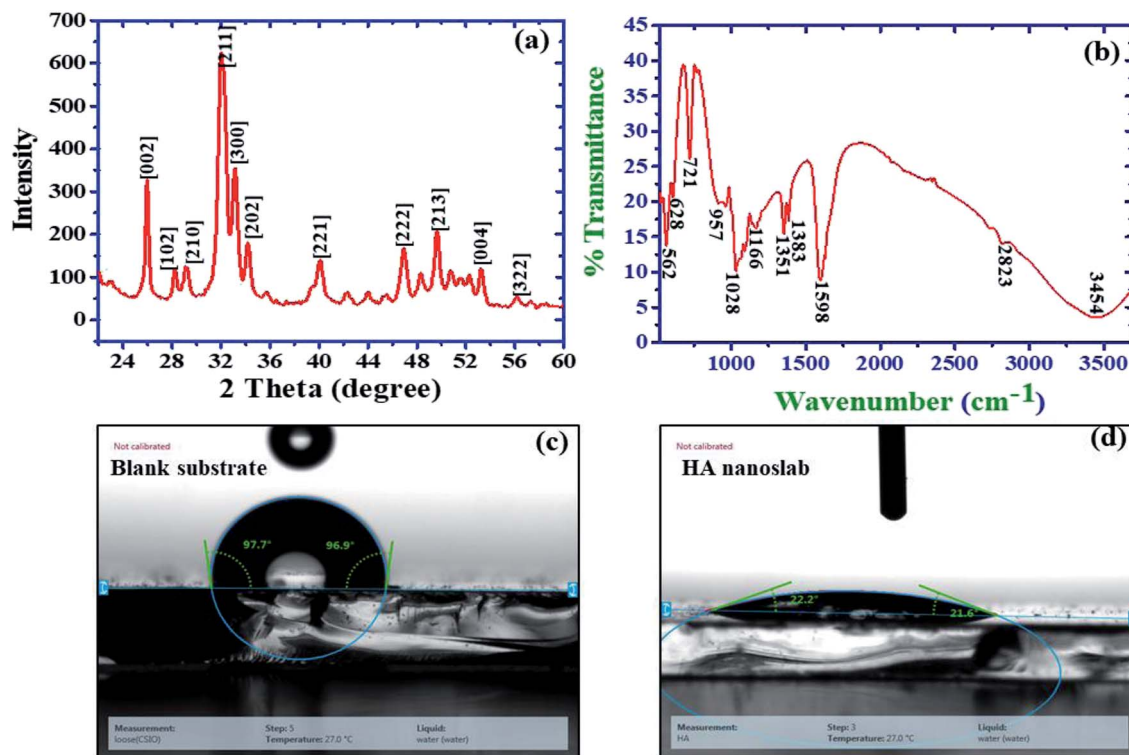 (a)
700
600
500
400
300
200
100
0
Intensity
[002]
[102]
[210]
[211]
[300]
[202]
[221]
[222]
[213]
[004]
[322]
24 28 32 36 40 44 48 52 56 60
2 Theta (degree)
(b)
45
40
35
30
25
20
15
10
5
0
% Transmittance
562
628
721
957
1028
1166
1351
1383
1598
2823
3454
1000 1500 2000 2500 3000 3500
Wavenumber (cm-1)
(c)
Not calibrated
Blank substrate
97.7° 96.9°
Measurement: Step: 5 Liquid:
loose(CSIO) Temperature: 27.0 °C water (water)
(d)
Not calibrated
HA nanoslab
22.2° 21.6°
Measurement: Step: 3 Liquid:
HA Temperature: 27.0 °C water (water)